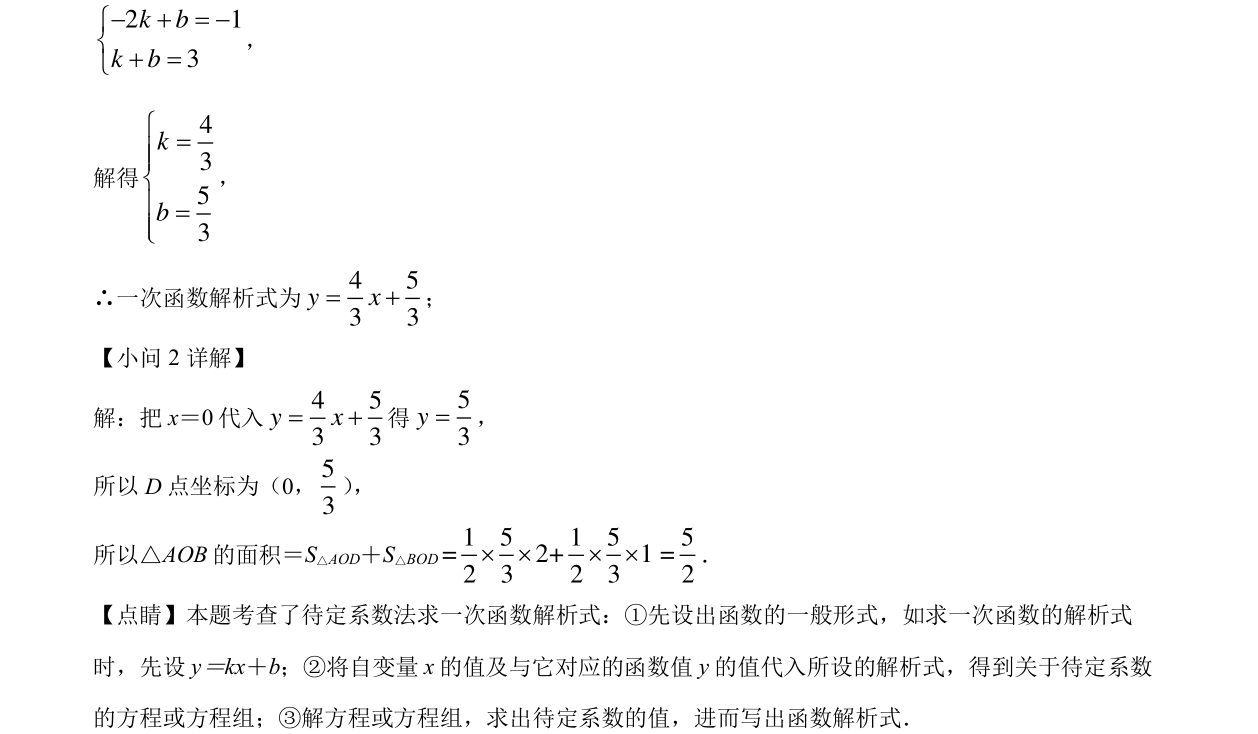 {−2k + b = −1
k + b = 3 ，
解得 {k = 4/3
b = 5/3 ，
∴一次函数解析式为 y = 4/3 x + 5/3 ；
【小问 2 详解】
解：把 x＝0 代入 y = 4/3 x + 5/3 得 y = 5/3 ，
所以 D 点坐标为（0，5/3），
所以△AOB 的面积＝S△AOD＋S△BOD = 1/2 × 5/3 × 2 + 1/2 × 5/3 × 1 = 5/2 ．
【点睛】本题考查了待定系数法求一次函数解析式：①先设出函数的一般形式，如求一次函数的解析式
时，先设 y＝kx＋b；②将自变量 x 的值及与它对应的函数值 y 的值代入所设的解析式，得到关于待定系数
的方程或方程组；③解方程或方程组，求出待定系数的值，进而写出函数解析式．